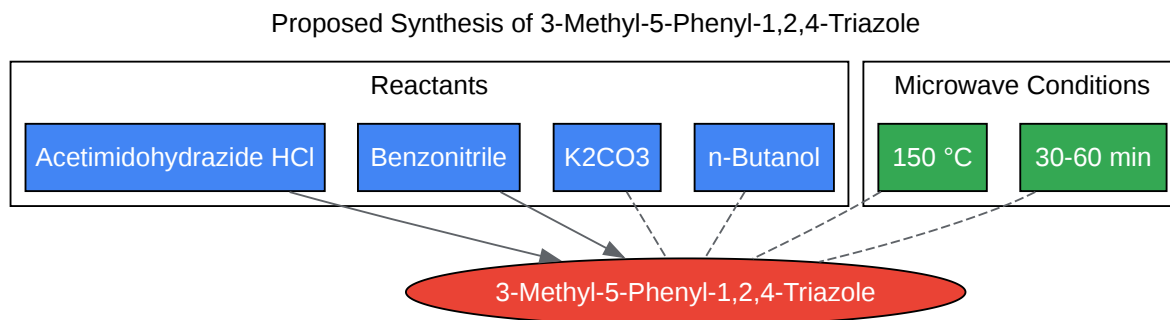 Proposed Synthesis of 3-Methyl-5-Phenyl-1,2,4-Triazole
Reactants
Microwave Conditions
Acetimidohydrazide HCl
Benzonitrile
K2CO3
n-Butanol
150 °C
30-60 min
3-Methyl-5-Phenyl-1,2,4-Triazole